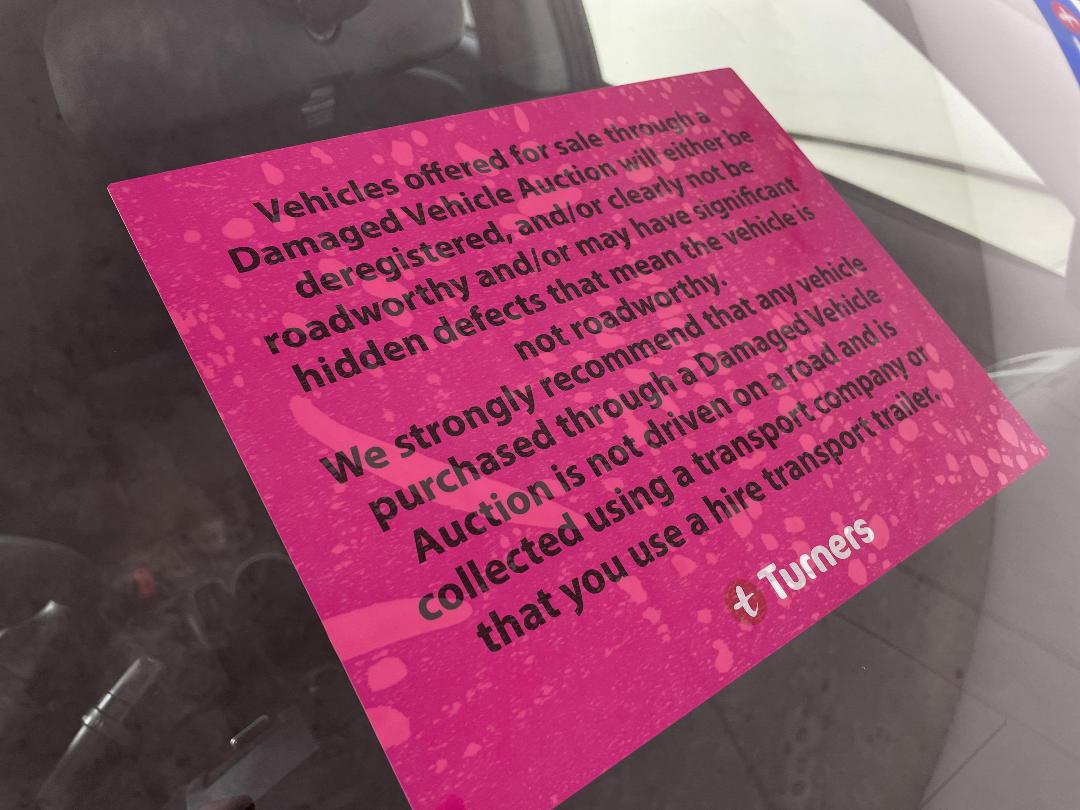 Vehicles offered for sale through a
Damaged Vehicle Auction will either be
deregistered, and/or clearly not be
roadworthy and/or may have significant
hidden defects that mean the vehicle is
not roadworthy.
We strongly recommend that any vehicle
purchased through a Damaged Vehicle
Auction is not driven on a road and is
collected using a transport company or
that you use a hire transport trailer.
t Turners